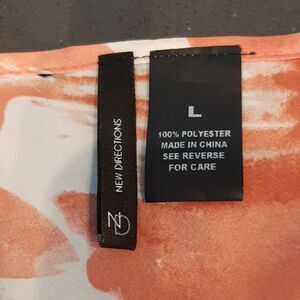 NEW DIRECTIONS
ND
L
100% POLYESTER
MADE IN CHINA
SEE REVERSE
FOR CARE